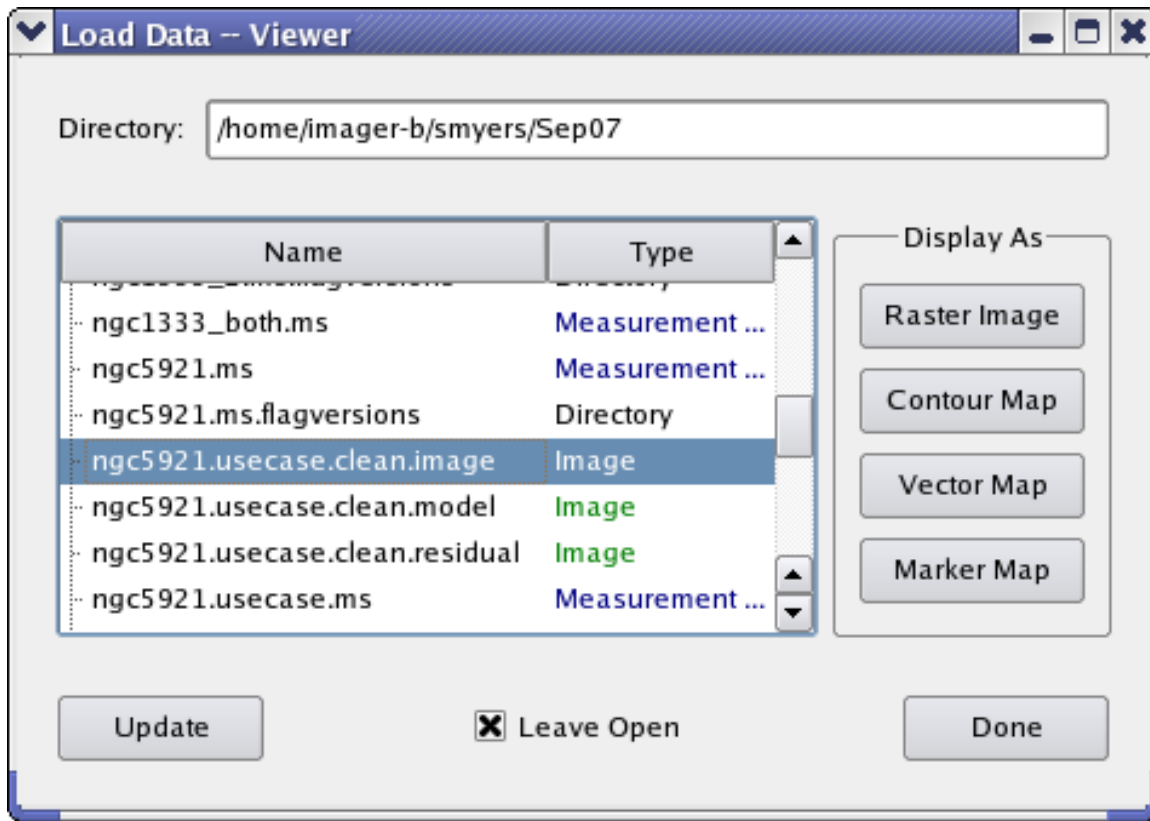 Load Data -- Viewer
Directory: /home/imager-b/smyers/Sep07
Name Type
ngc1333_both.ms Measurement ...
ngc5921.ms Measurement ...
ngc5921.ms.flagversions Directory
ngc5921.usecase.clean.image Image
ngc5921.usecase.clean.model Image
ngc5921.usecase.clean.residual Image
ngc5921.usecase.ms Measurement ...
Display As
Raster Image
Contour Map
Vector Map
Marker Map
Update Leave Open Done